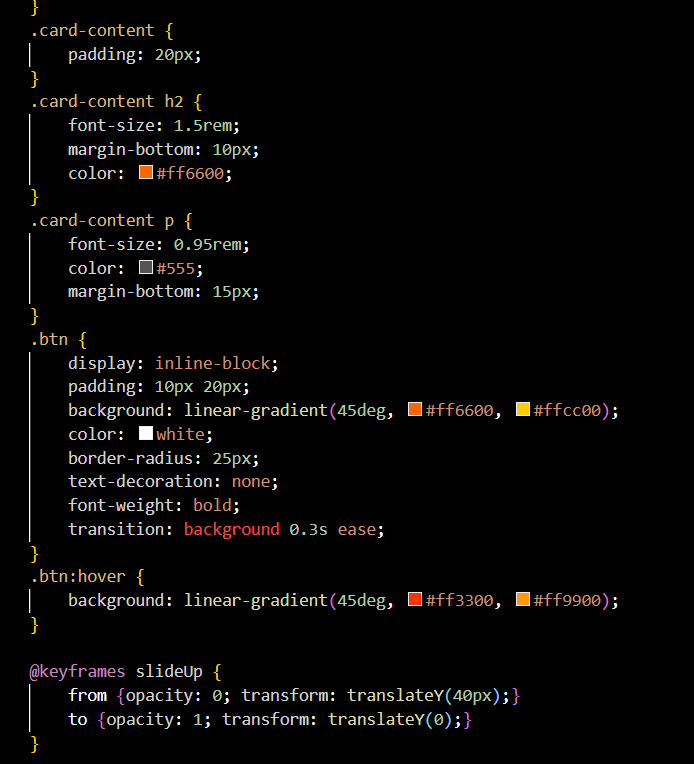 }
.card-content {
    padding: 20px;
}
.card-content h2 {
    font-size: 1.5rem;
    margin-bottom: 10px;
    color: #ff6600;
}
.card-content p {
    font-size: 0.95rem;
    color: #555;
    margin-bottom: 15px;
}
.btn {
    display: inline-block;
    padding: 10px 20px;
    background: linear-gradient(45deg, #ff6600, #ffcc00);
    color: white;
    border-radius: 25px;
    text-decoration: none;
    font-weight: bold;
    transition: background 0.3s ease;
}
.btn:hover {
    background: linear-gradient(45deg, #ff3300, #ff9900);
}

@keyframes slideUp {
    from {opacity: 0; transform: translateY(40px);}
    to {opacity: 1; transform: translateY(0);}
}